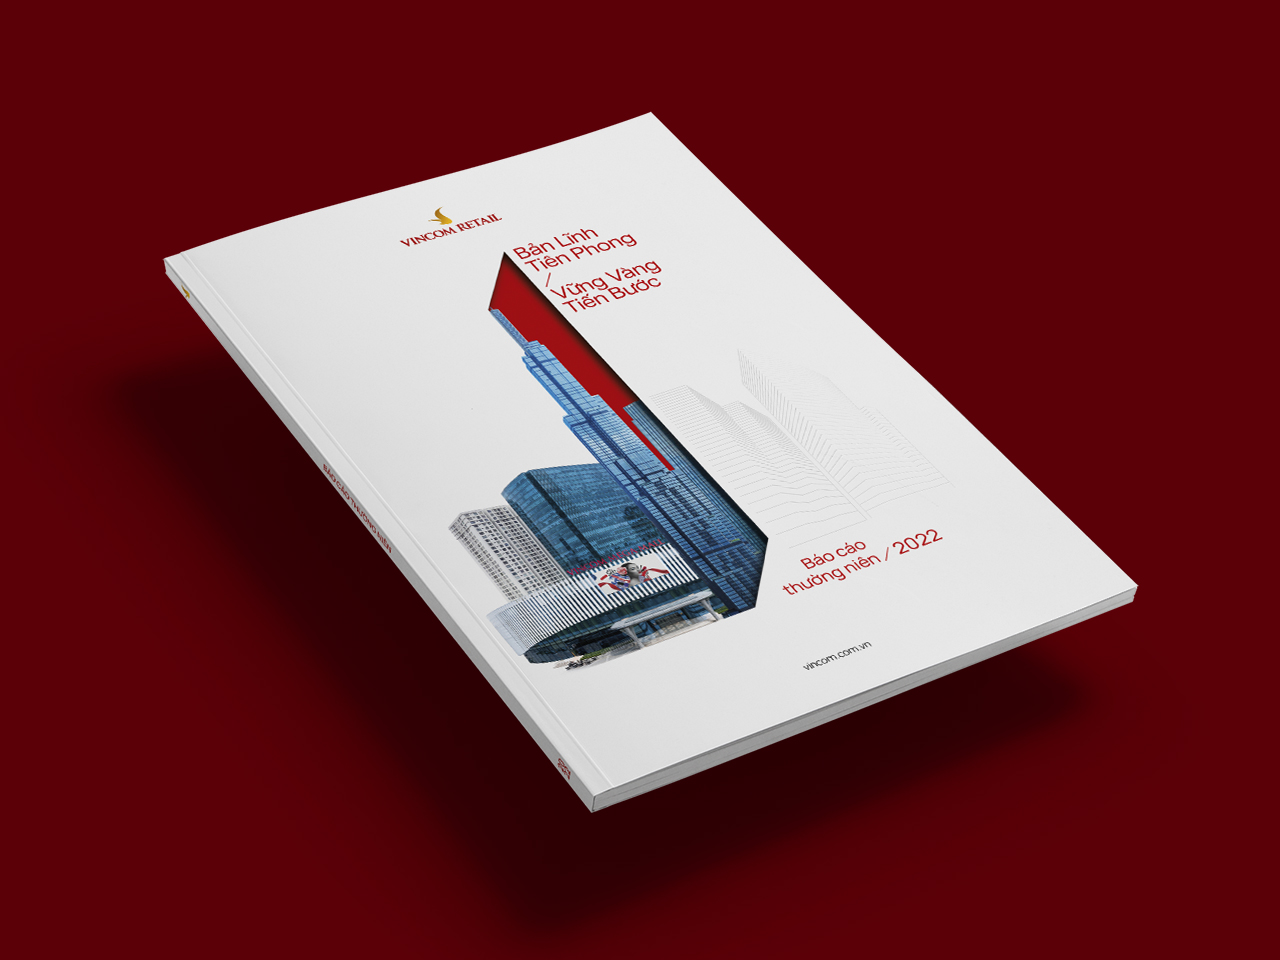 VINCOM RETAIL
Bản Lĩnh
Tiên Phong
/
Vững Vàng
Tiến Bước
Báo cáo
thường niên / 2022
vincom.com.vn
BÁO CÁO THƯỜNG NIÊN